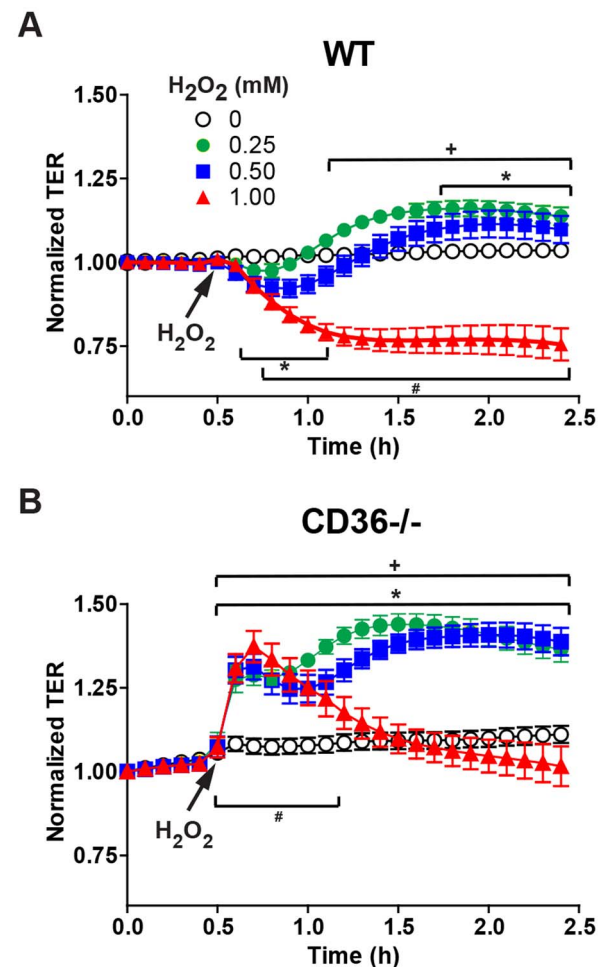 A
WT
H2O2 (mM)
0
0.25
0.50
1.00
1.50
1.25
1.00
0.75
Normalized TER
+
*
H2O2
*
#
0.0 0.5 1.0 1.5 2.0 2.5
Time (h)
B
CD36-/-
+
*
1.50
1.25
1.00
0.75
Normalized TER
H2O2
#
0.0 0.5 1.0 1.5 2.0 2.5
Time (h)